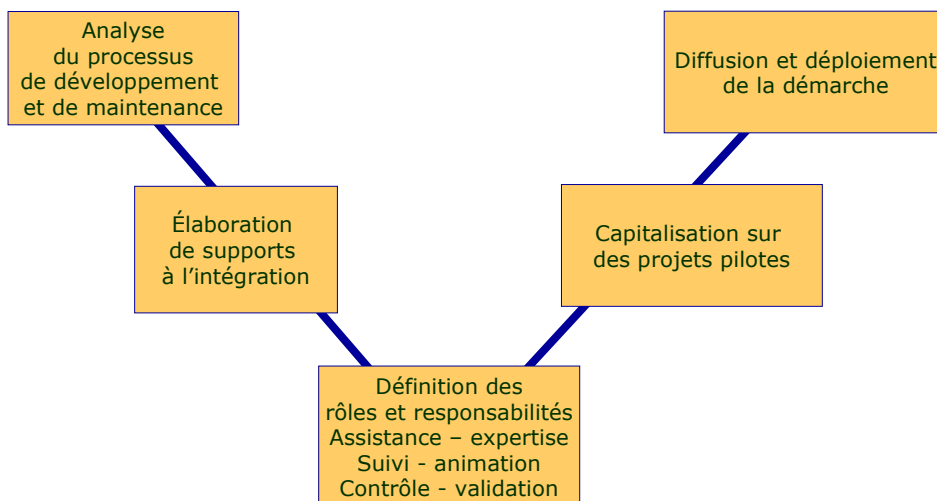 Analyse
du processus
de développement
et de maintenance
Élaboration
de supports
à l'intégration
Définition des
rôles et responsabilités
Assistance – expertise
Suivi - animation
Contrôle - validation
Capitalisation sur
des projets pilotes
Diffusion et déploiement
de la démarche